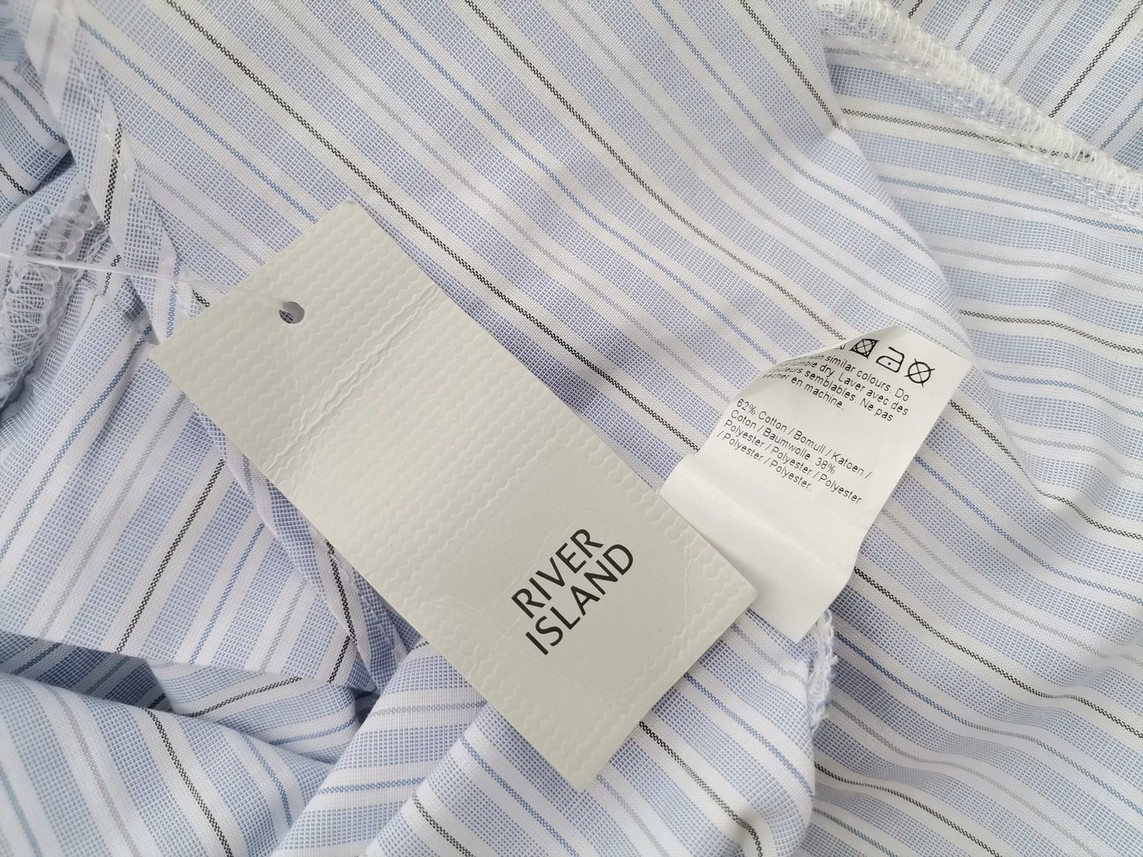 RIVER
ISLAND
similar colours. Do
tumble dry. Laver avec des
semblables. Ne pas
en machine.
62% Cotton / Bomull / Katoen /
Coton / Baumwolle. 38%
Polyester / Polyester / Polyester
/ Polyester / Polyester.